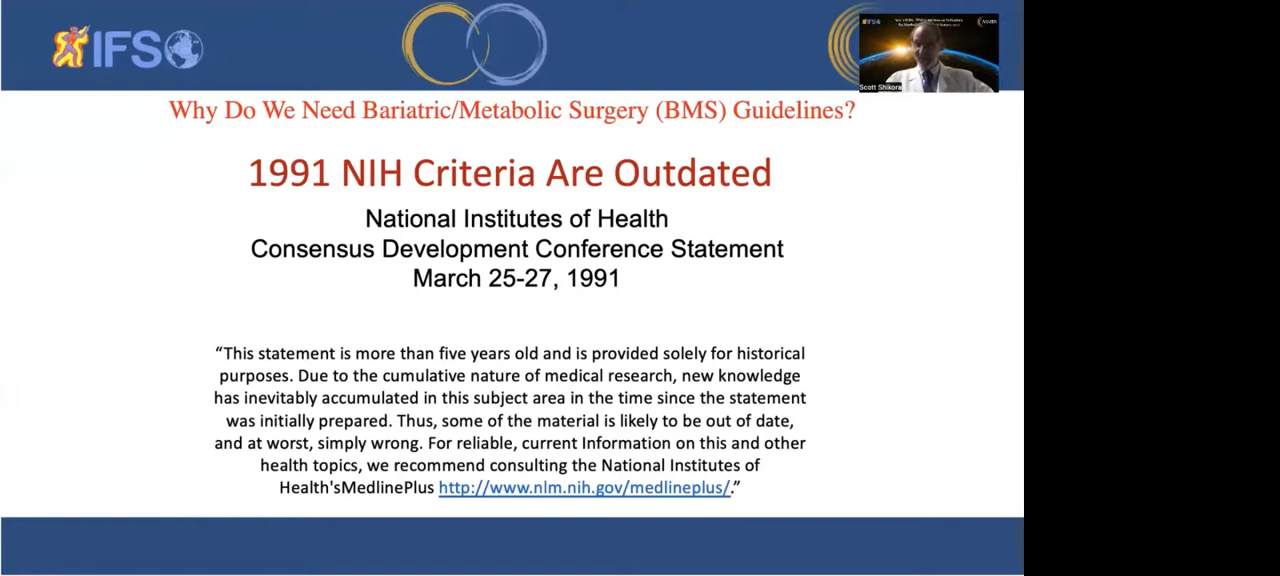 IFSO
Scott Shikora
Why Do We Need Bariatric/Metabolic Surgery (BMS) Guidelines?
1991 NIH Criteria Are Outdated
National Institutes of Health
Consensus Development Conference Statement
March 25-27, 1991
“This statement is more than five years old and is provided solely for historical
purposes. Due to the cumulative nature of medical research, new knowledge
has inevitably accumulated in this subject area in the time since the statement
was initially prepared. Thus, some of the material is likely to be out of date,
and at worst, simply wrong. For reliable, current Information on this and other
health topics, we recommend consulting the National Institutes of
Health'sMedlinePlus http://www.nlm.nih.gov/medlineplus/.”